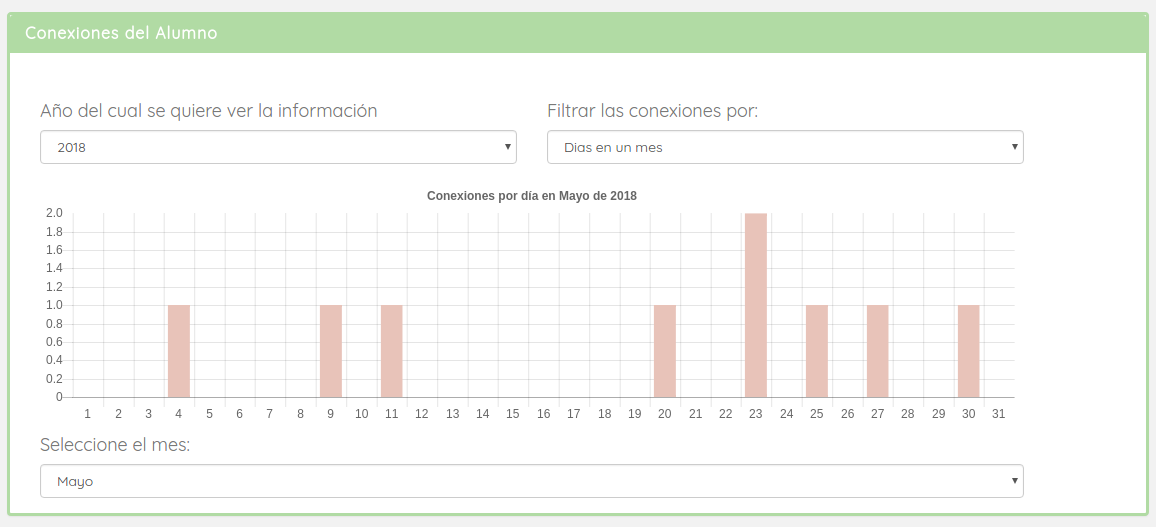 Conexiones del Alumno
Año del cual se quiere ver la información
Filtrar las conexiones por:
2018
Dias en un mes
Conexiones por día en Mayo de 2018
2.0
1.8
1.6
1.4
1.2
1.0
0.8
0.6
0.4
0.2
0
1 2 3 4 5 6 7 8 9 10 11 12 13 14 15 16 17 18 19 20 21 22 23 24 25 26 27 28 29 30 31
Seleccione el mes:
Mayo